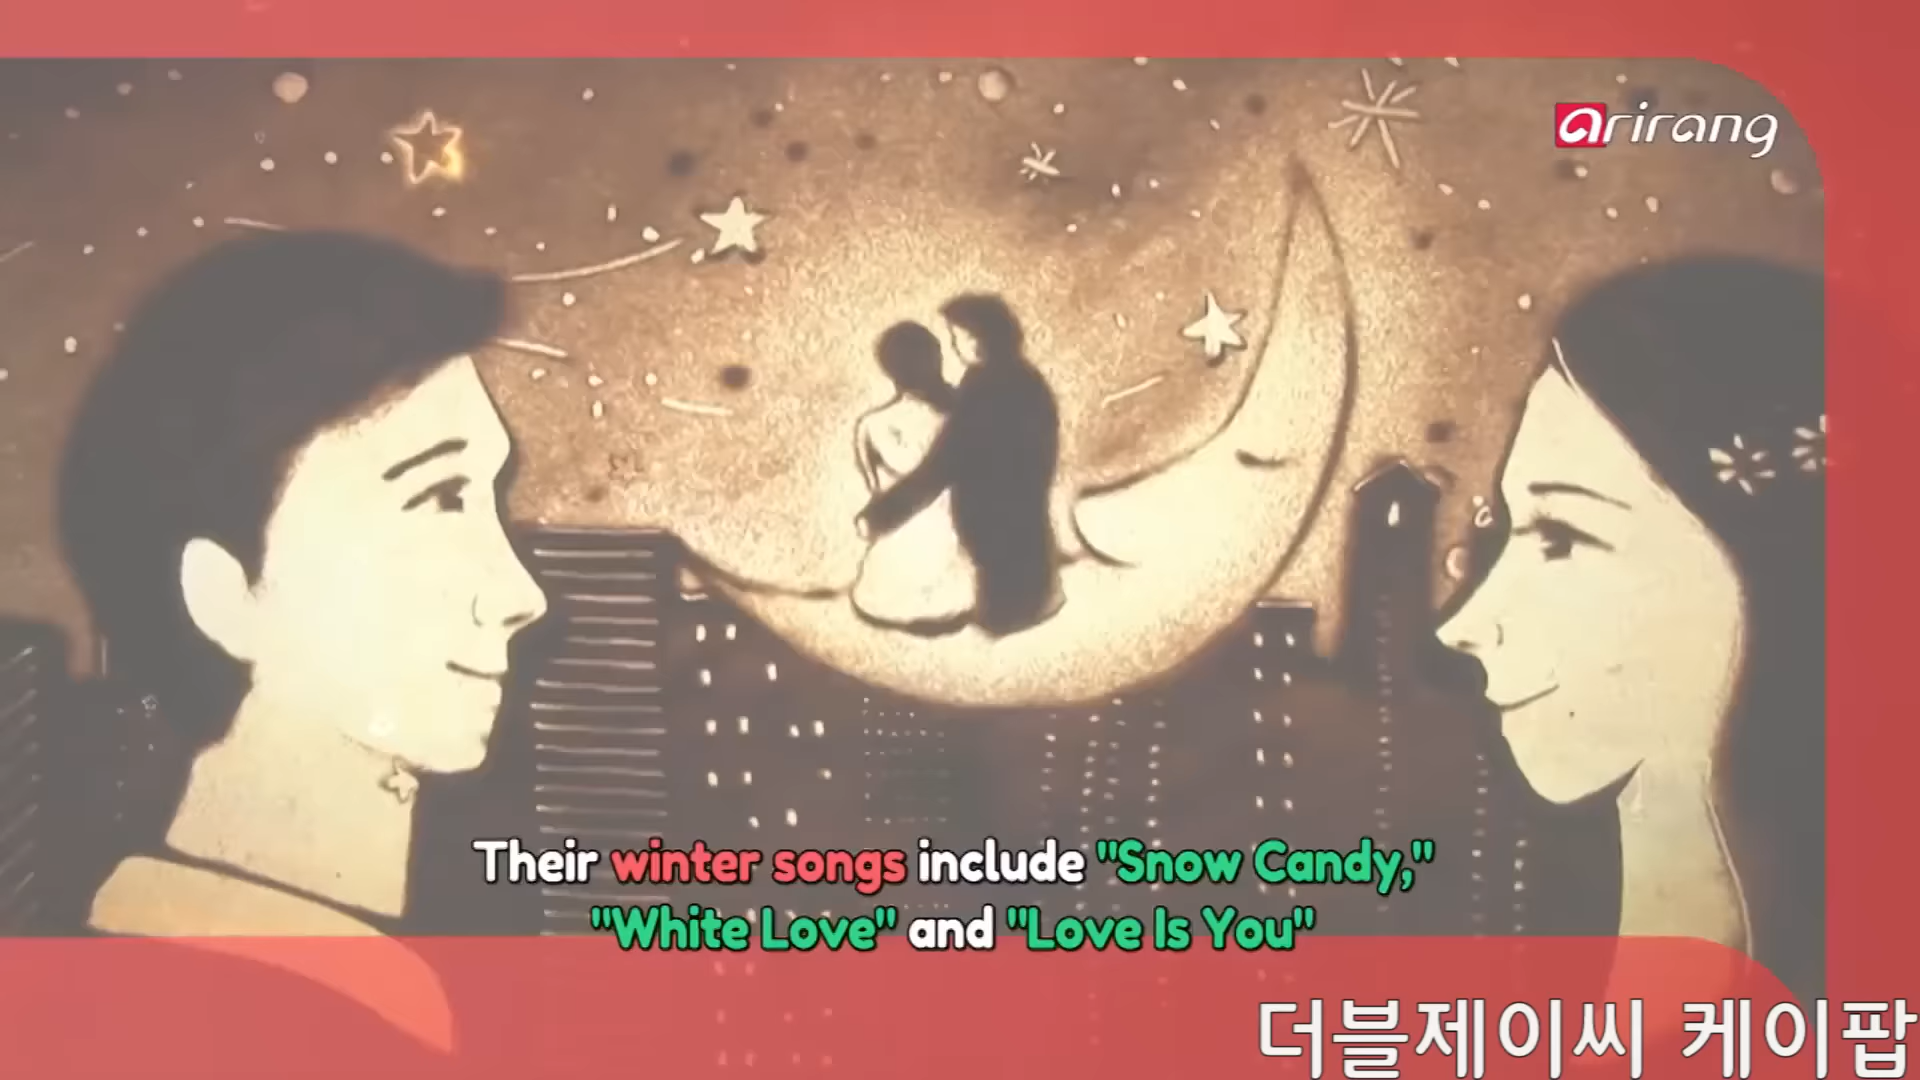 arirang
Their winter songs include "Snow Candy,"
"White Love" and "Love Is You"
더블제이씨 케이팝